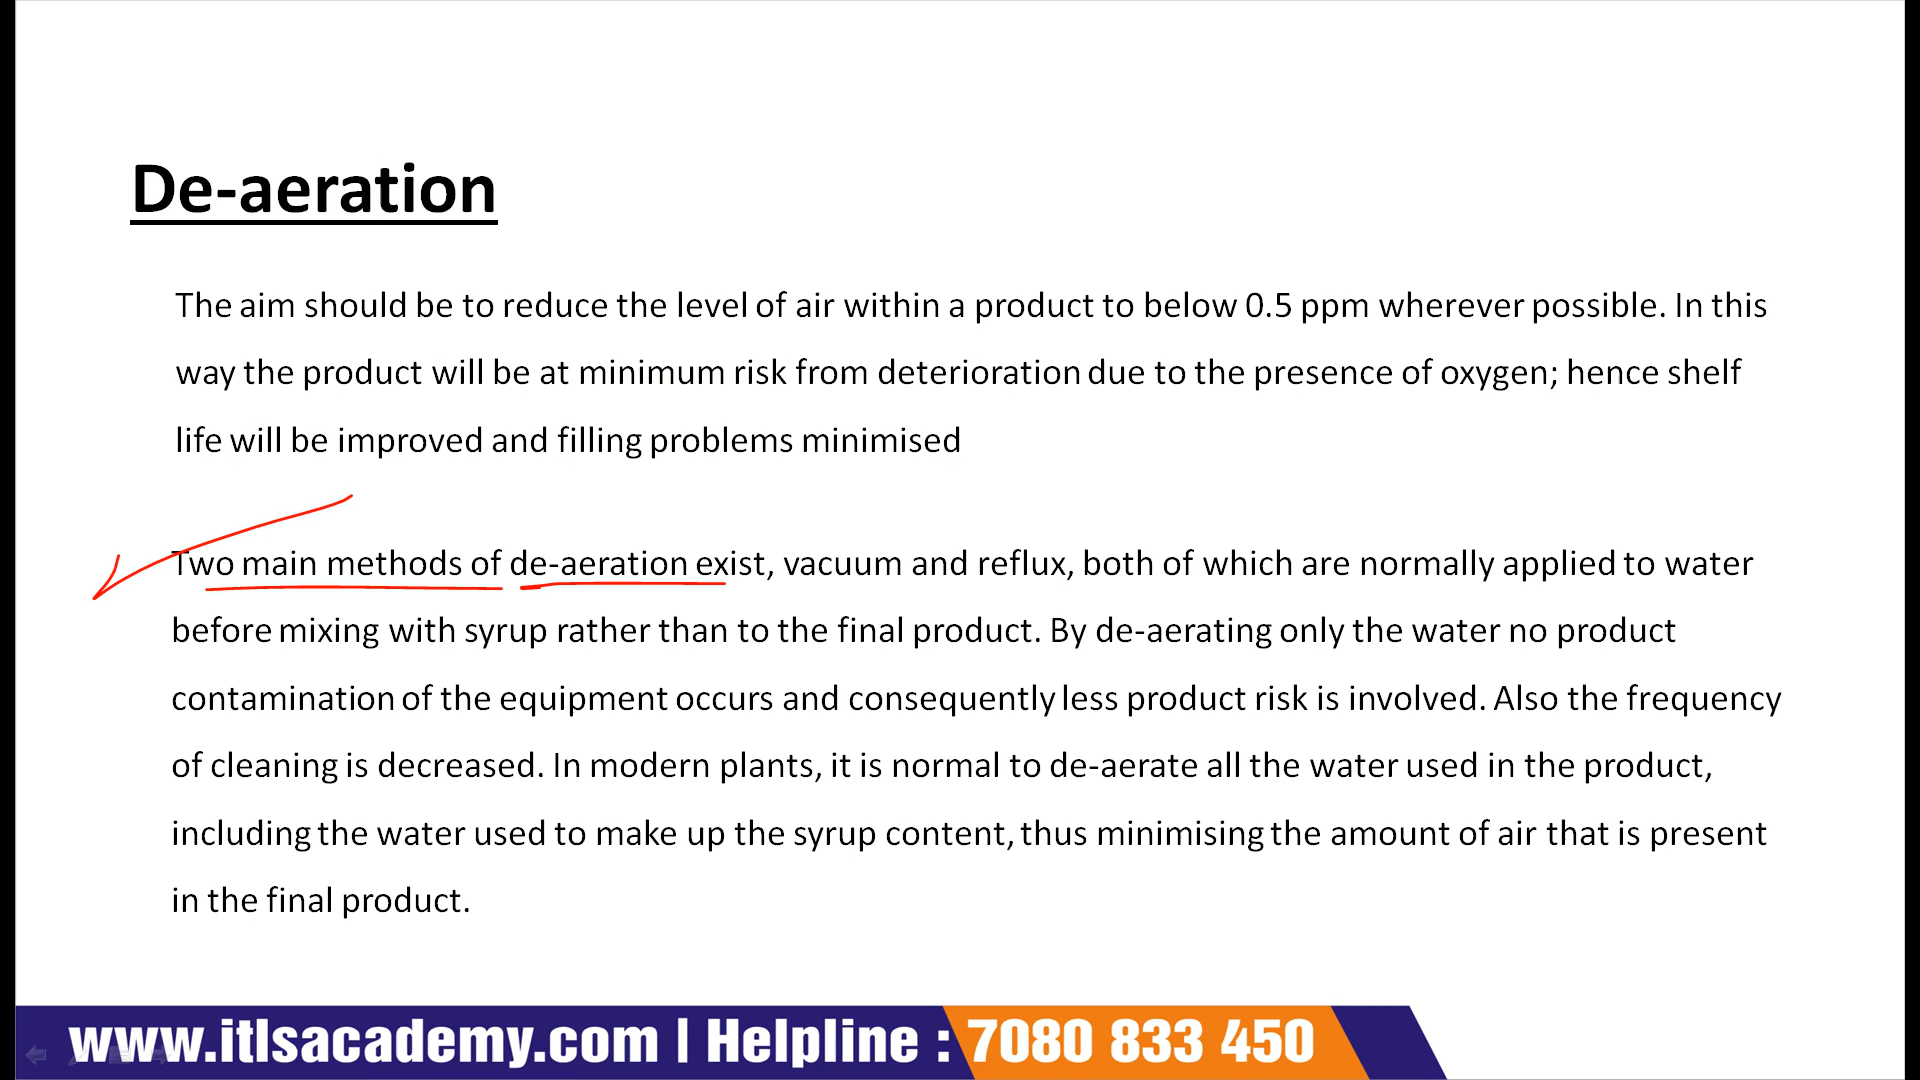 De-aeration
The aim should be to reduce the level of air within a product to below 0.5 ppm wherever possible. In this
way the product will be at minimum risk from deterioration due to the presence of oxygen; hence shelf
life will be improved and filling problems minimised
Two main methods of de-aeration exist, vacuum and reflux, both of which are normally applied to water
before mixing with syrup rather than to the final product. By de-aerating only the water no product
contamination of the equipment occurs and consequently less product risk is involved. Also the frequency
of cleaning is decreased. In modern plants, it is normal to de-aerate all the water used in the product,
including the water used to make up the syrup content, thus minimising the amount of air that is present
in the final product.
www.itlsacademy.com | Helpline : 7080 833 450